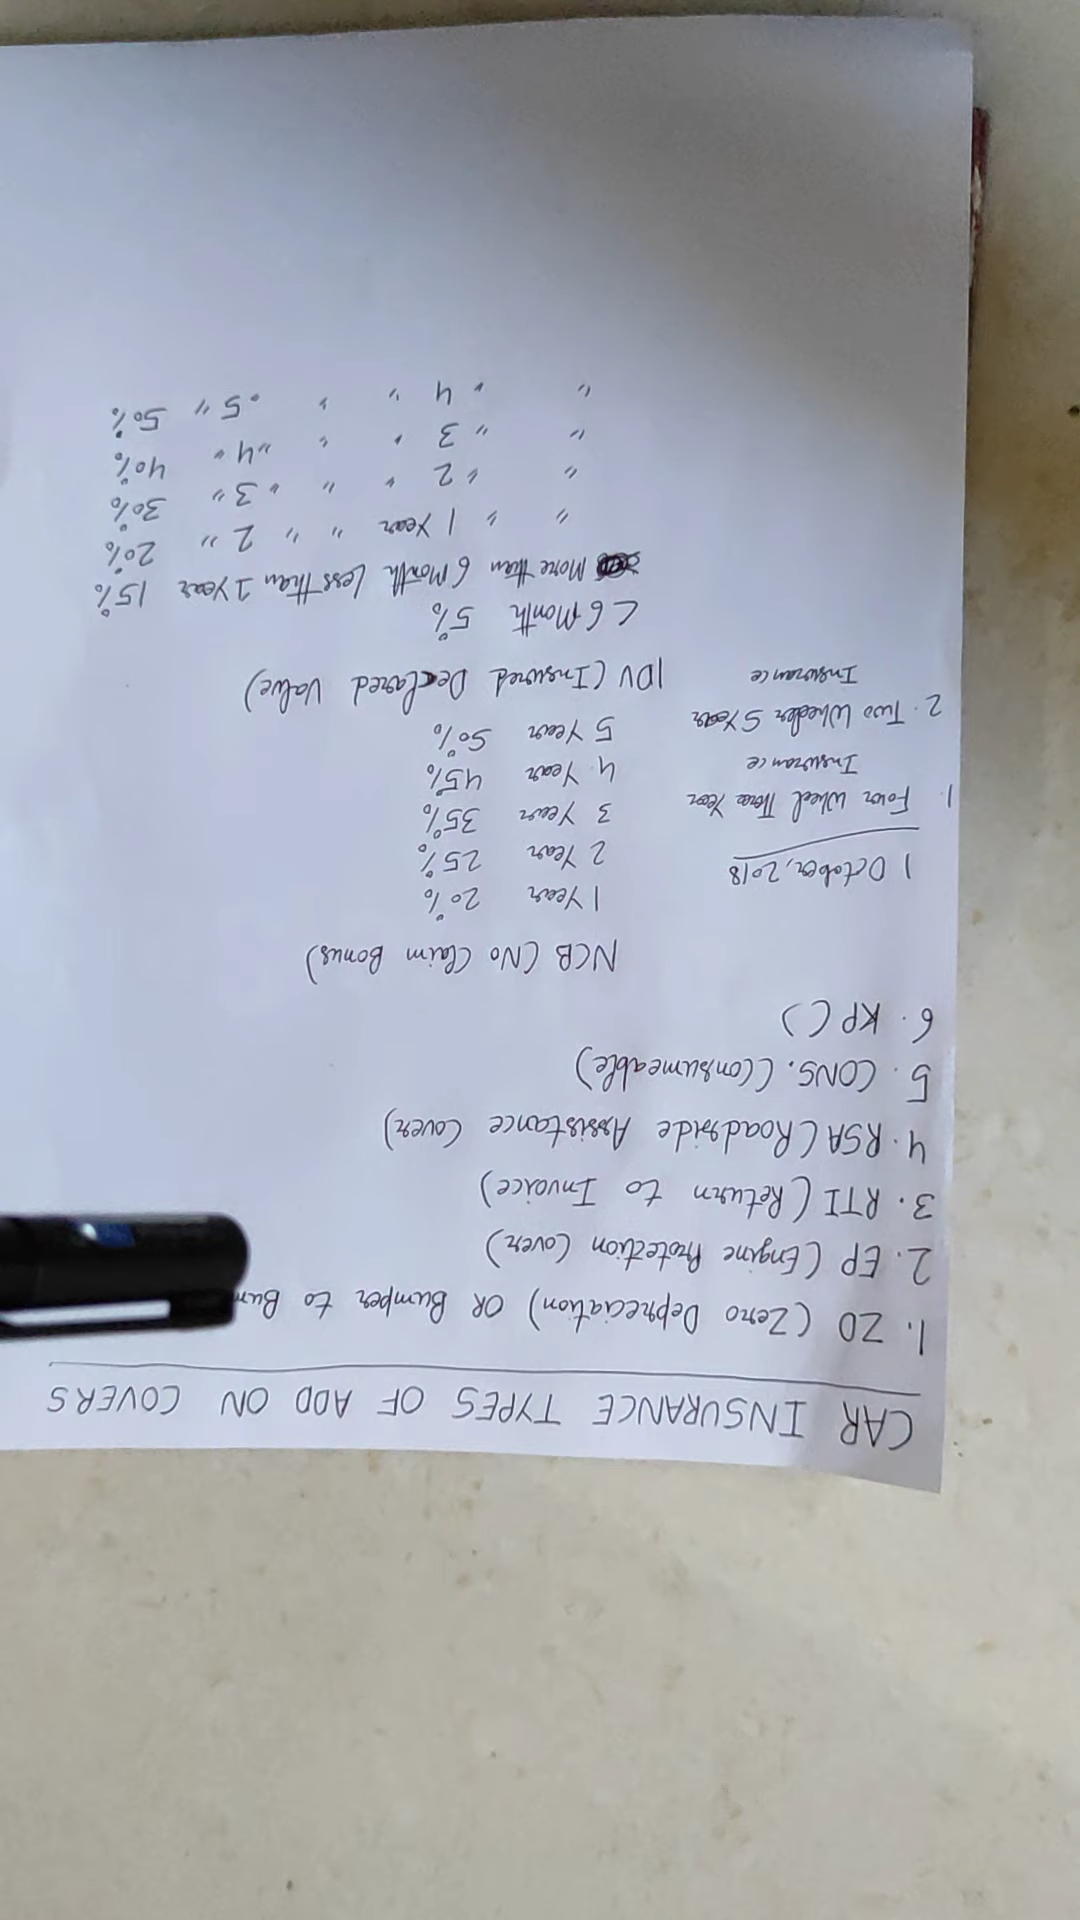 CAR INSURANCE TYPES OF ADD ON COVERS
1. ZD (Zero Depreciation) OR Bumper to Bum
2. EP (Engine Protection Cover)
3. RTI (Return to Invoice)
4. RSA (Roadside Assistance Cover)
5. CONS. (Consumeable)
6. KP ( )
NCB (No Claim Bonus)
1 Year 20%
2 Year 25%
3 Year 35%
4 Year 45%
5 Year 50%
1 October, 2018
1. Four Wheel Three Year
Insurance
2. Two Wheeler 5 Year
Insurance
IDV (Insured Declared Value)
< 6 Month 5%
More than 6 Month Less than 1 Year 15%
" " 1 Year " " 2 " 20%
" " 2 " " " 3 " 30%
" " 3 " " " 4 " 40%
" " 4 " " " 5 " 50%